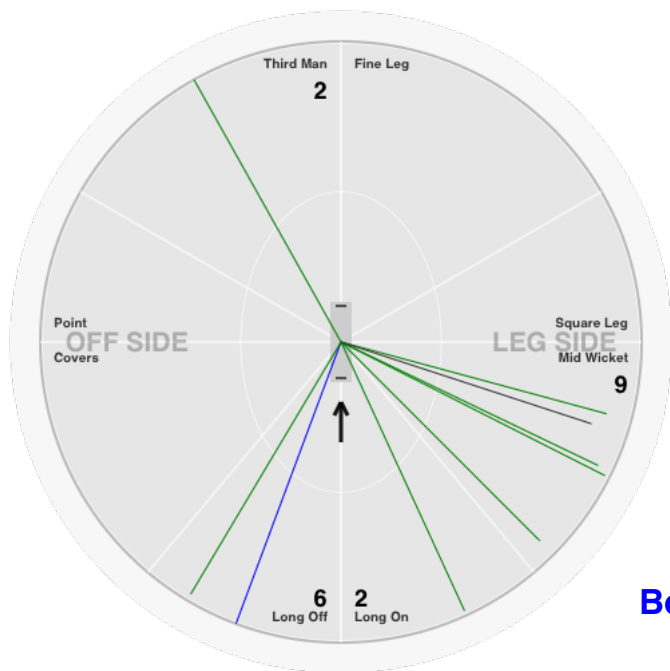 Third Man
Fine Leg
2
Point
Square Leg
OFF SIDE
LEG SIDE
Covers
Mid Wicket
9
6
2
Long Off
Long On